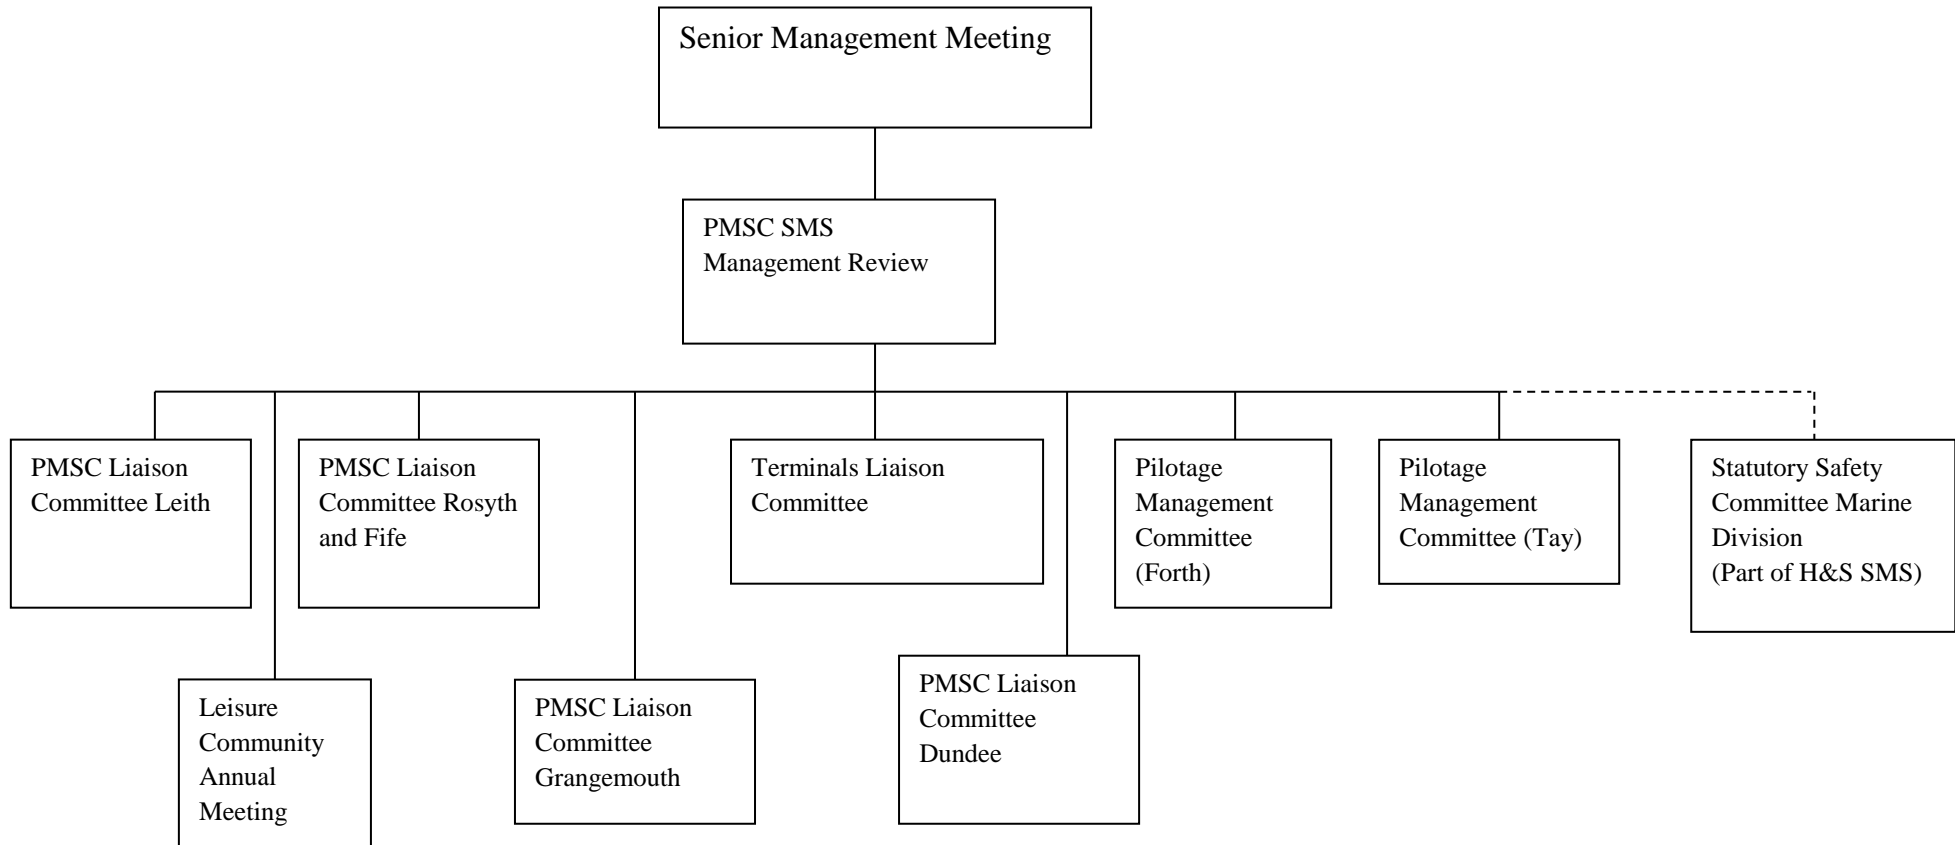 Senior Management Meeting
PMSC SMS
Management Review
PMSC Liaison
Committee Leith
PMSC Liaison
Committee Rosyth
and Fife
Terminals Liaison
Committee
Pilotage
Management
Committee
(Forth)
Pilotage
Management
Committee (Tay)
Statutory Safety
Committee Marine
Division
(Part of H&S SMS)
Leisure
Community
Annual
Meeting
PMSC Liaison
Committee
Grangemouth
PMSC Liaison
Committee
Dundee